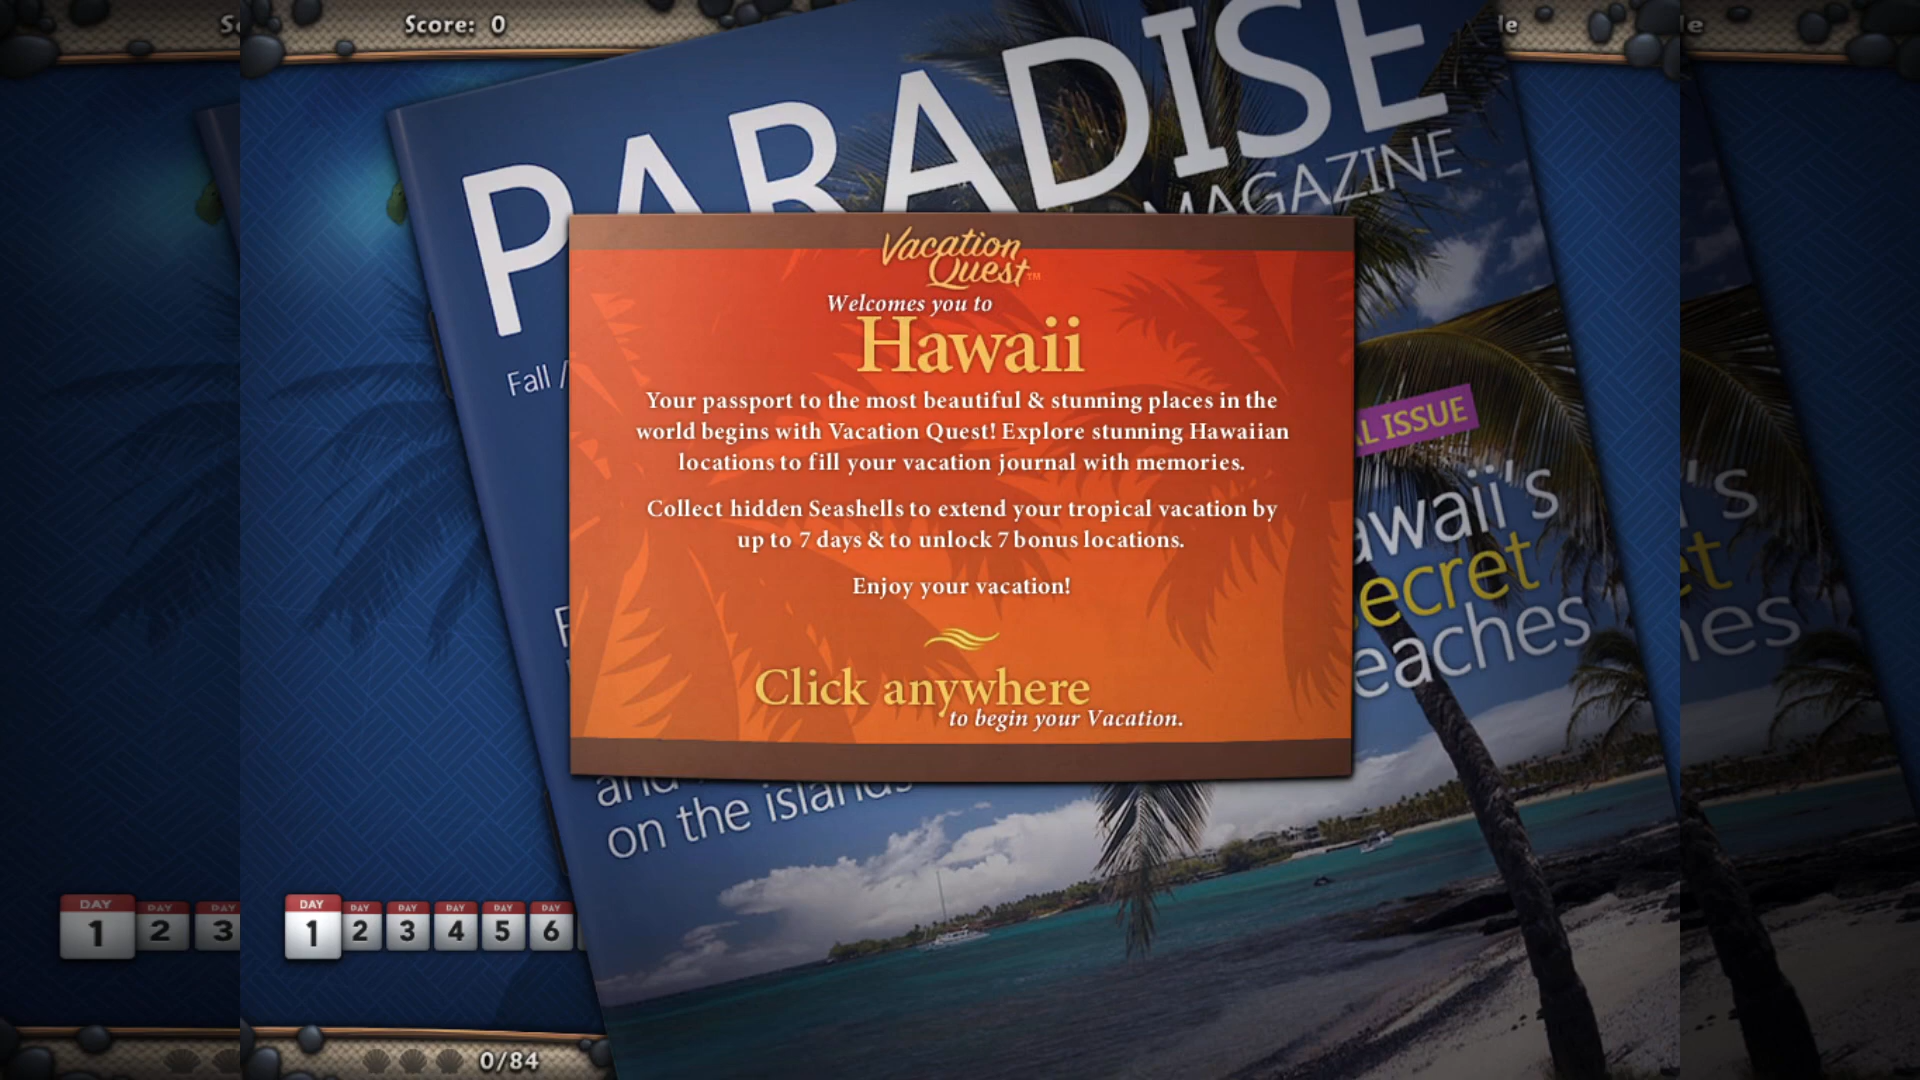 Score: 0
PARADISE
MAGAZINE
Fall /
Vacation
Quest™
Welcomes you to
Hawaii
Your passport to the most beautiful & stunning places in the
world begins with Vacation Quest! Explore stunning Hawaiian
locations to fill your vacation journal with memories.
Collect hidden Seashells to extend your tropical vacation by
up to 7 days & to unlock 7 bonus locations.
Enjoy your vacation!
Click anywhere
to begin your Vacation.
L ISSUE
awaii's
ecret
eaches
and
on the islands
DAY
1
DAY
2
DAY
3
DAY
1
DAY
2
DAY
3
DAY
4
DAY
5
DAY
6
0/84